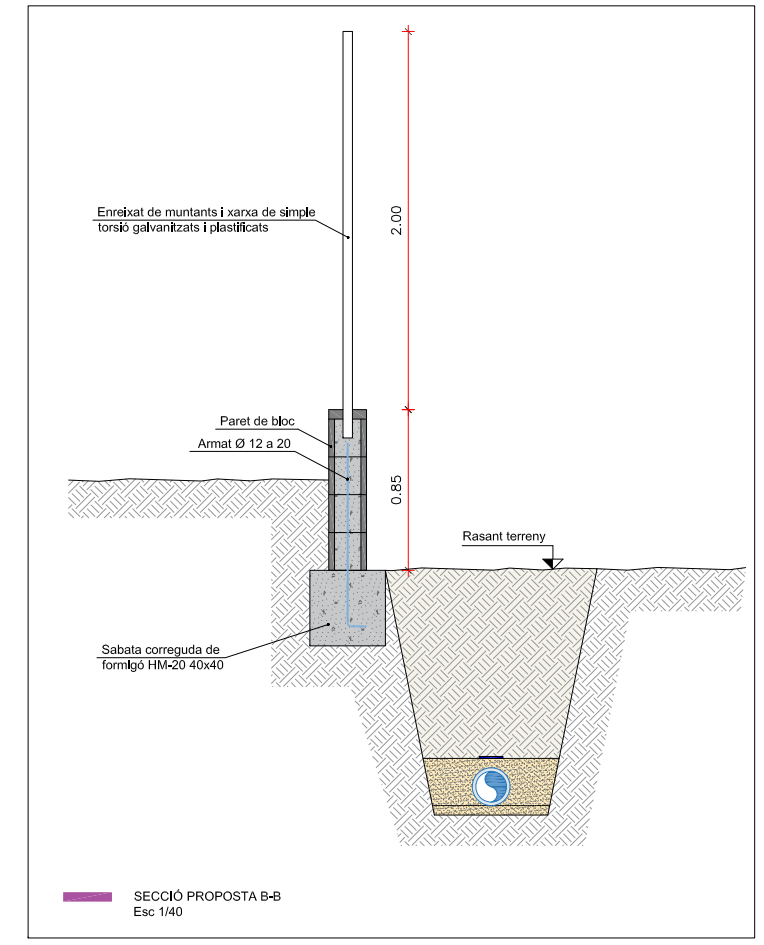 2.00
Enreixat de muntants i xarxa de simple
torsió galvanitzats i plastificats
Paret de bloc
Armat Ø 12 a 20
0.85
Rasant terreny
Sabata correguda de
formigó HM-20 40x40
SECCIÓ PROPOSTA B-B
Esc 1/40